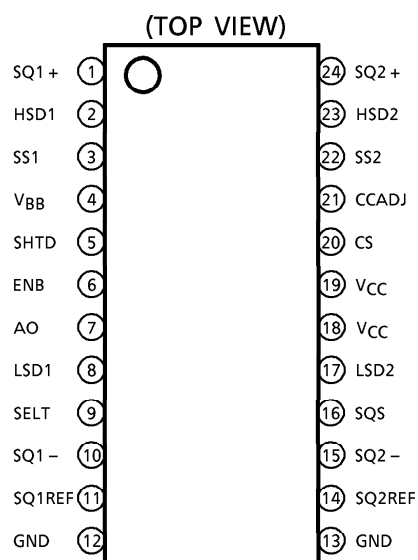 (TOP VIEW)
SQ1 + 1 24 SQ2 +
HSD1 2 23 HSD2
SS1 3 22 SS2
VBB 4 21 CCADJ
SHTD 5 20 CS
ENB 6 19 VCC
AO 7 18 VCC
LSD1 8 17 LSD2
SELT 9 16 SQS
SQ1 – 10 15 SQ2 –
SQ1REF 11 14 SQ2REF
GND 12 13 GND